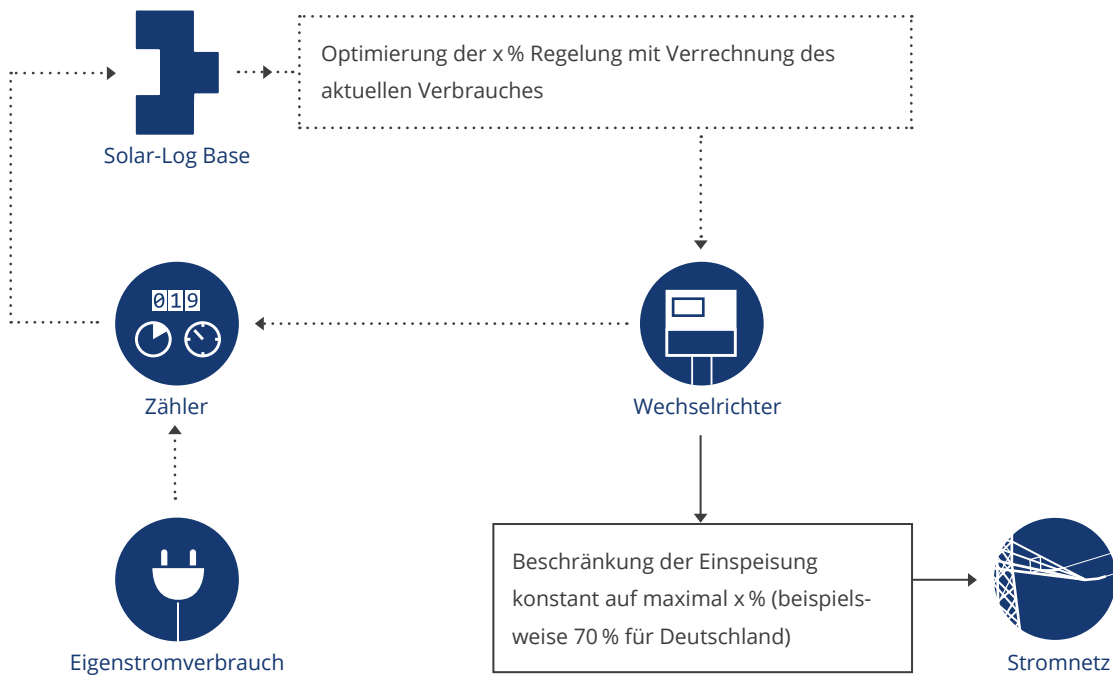 Optimierung der x % Regelung mit Verrechnung des
aktuellen Verbrauches
Solar-Log Base
019
Zähler
Wechselrichter
Beschränkung der Einspeisung
konstant auf maximal x % (beispiels-
weise 70 % für Deutschland)
Eigenstromverbrauch
Stromnetz